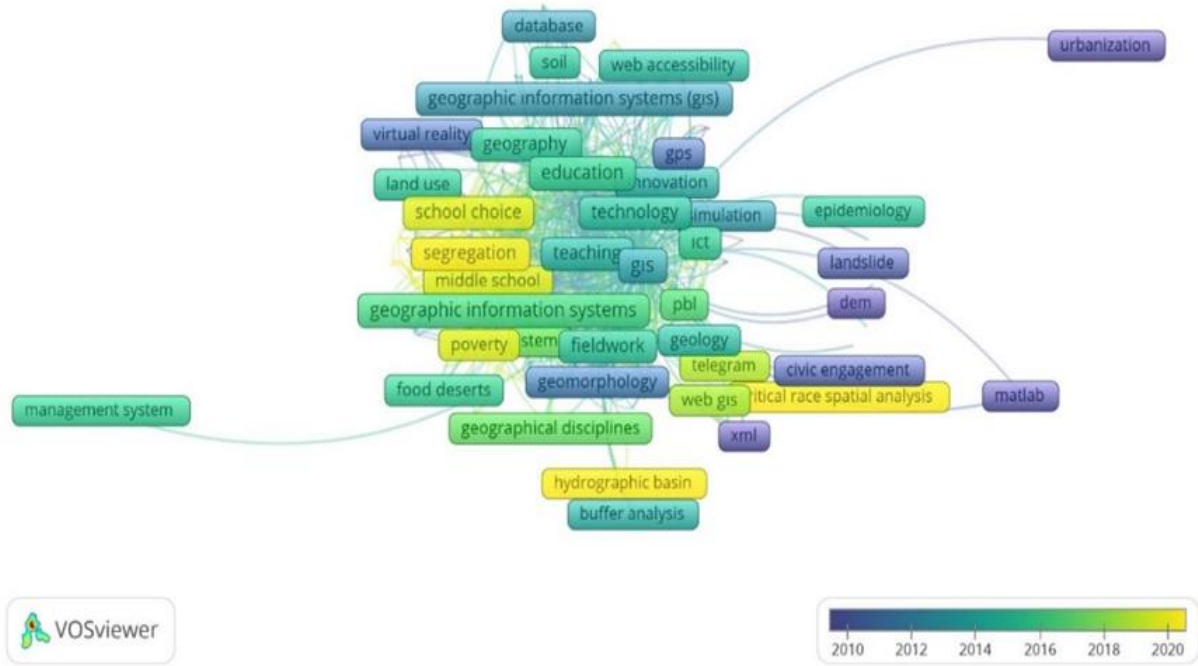 database
urbanization
soil
web accessibility
geographic information systems (gis)
virtual reality
geography
gps
education
innovation
land use
school choice
technology
simulation
epidemiology
ict
segregation
teaching
gis
landslide
middle school
geographic information systems
pbl
dem
poverty
stem
fieldwork
geology
telegram
civic engagement
geomorphology
food deserts
web gis
critical race spatial analysis
matlab
management system
geographical disciplines
xml
hydrographic basin
buffer analysis
VOSviewer
2010 2012 2014 2016 2018 2020